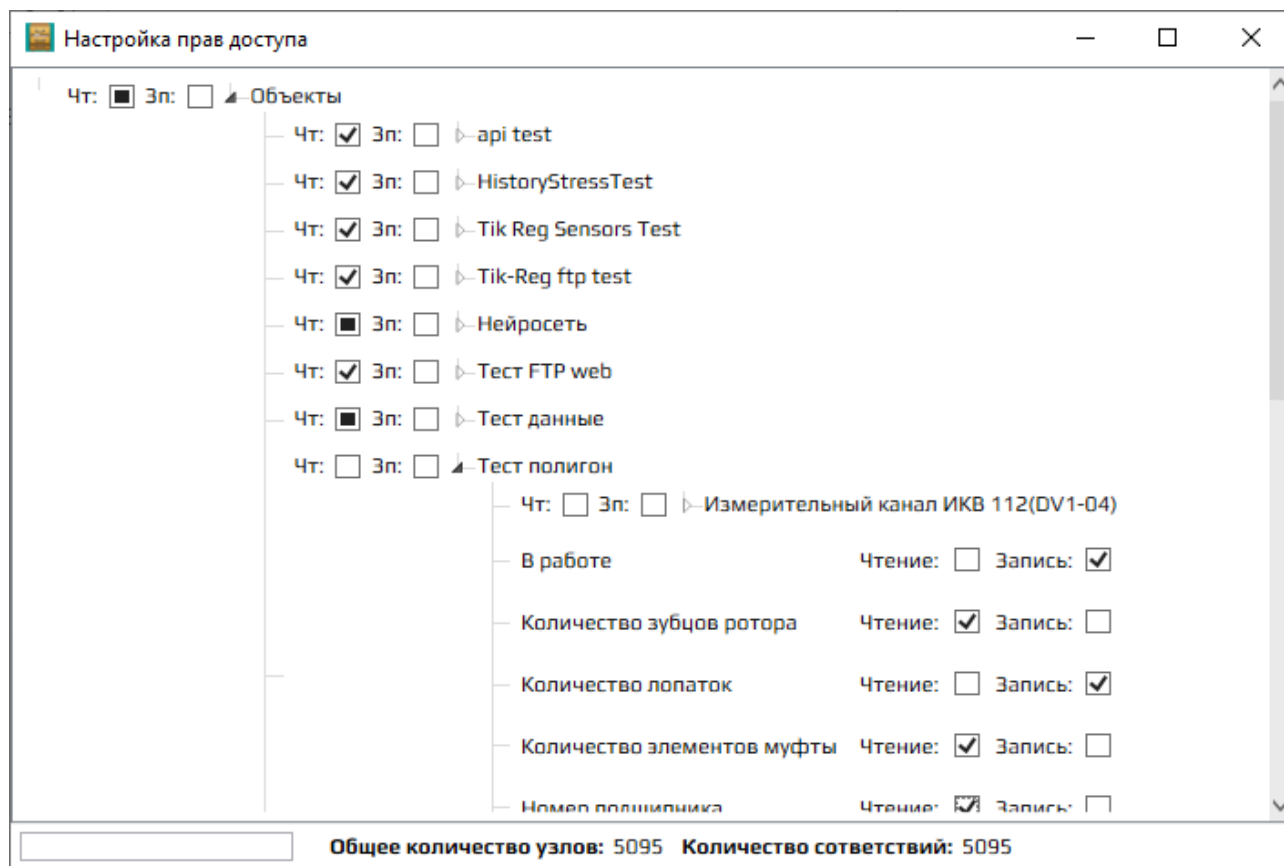 Настройка прав доступа
Чт: Зп: Объекты
Чт: Зп: api test
Чт: Зп: HistoryStressTest
Чт: Зп: Tik Reg Sensors Test
Чт: Зп: Tik-Reg ftp test
Чт: Зп: Нейросеть
Чт: Зп: Тест FTP web
Чт: Зп: Тест данные
Чт: Зп: Тест полигон
Чт: Зп: Измерительный канал ИКВ 112(DV1-04)
В работе Чтение: Запись:
Количество зубцов ротора Чтение: Запись:
Количество лопаток Чтение: Запись:
Количество элементов муфты Чтение: Запись:
Номер подшипника Чтение: Запись:
Общее количество узлов: 5095 Количество сответствий: 5095